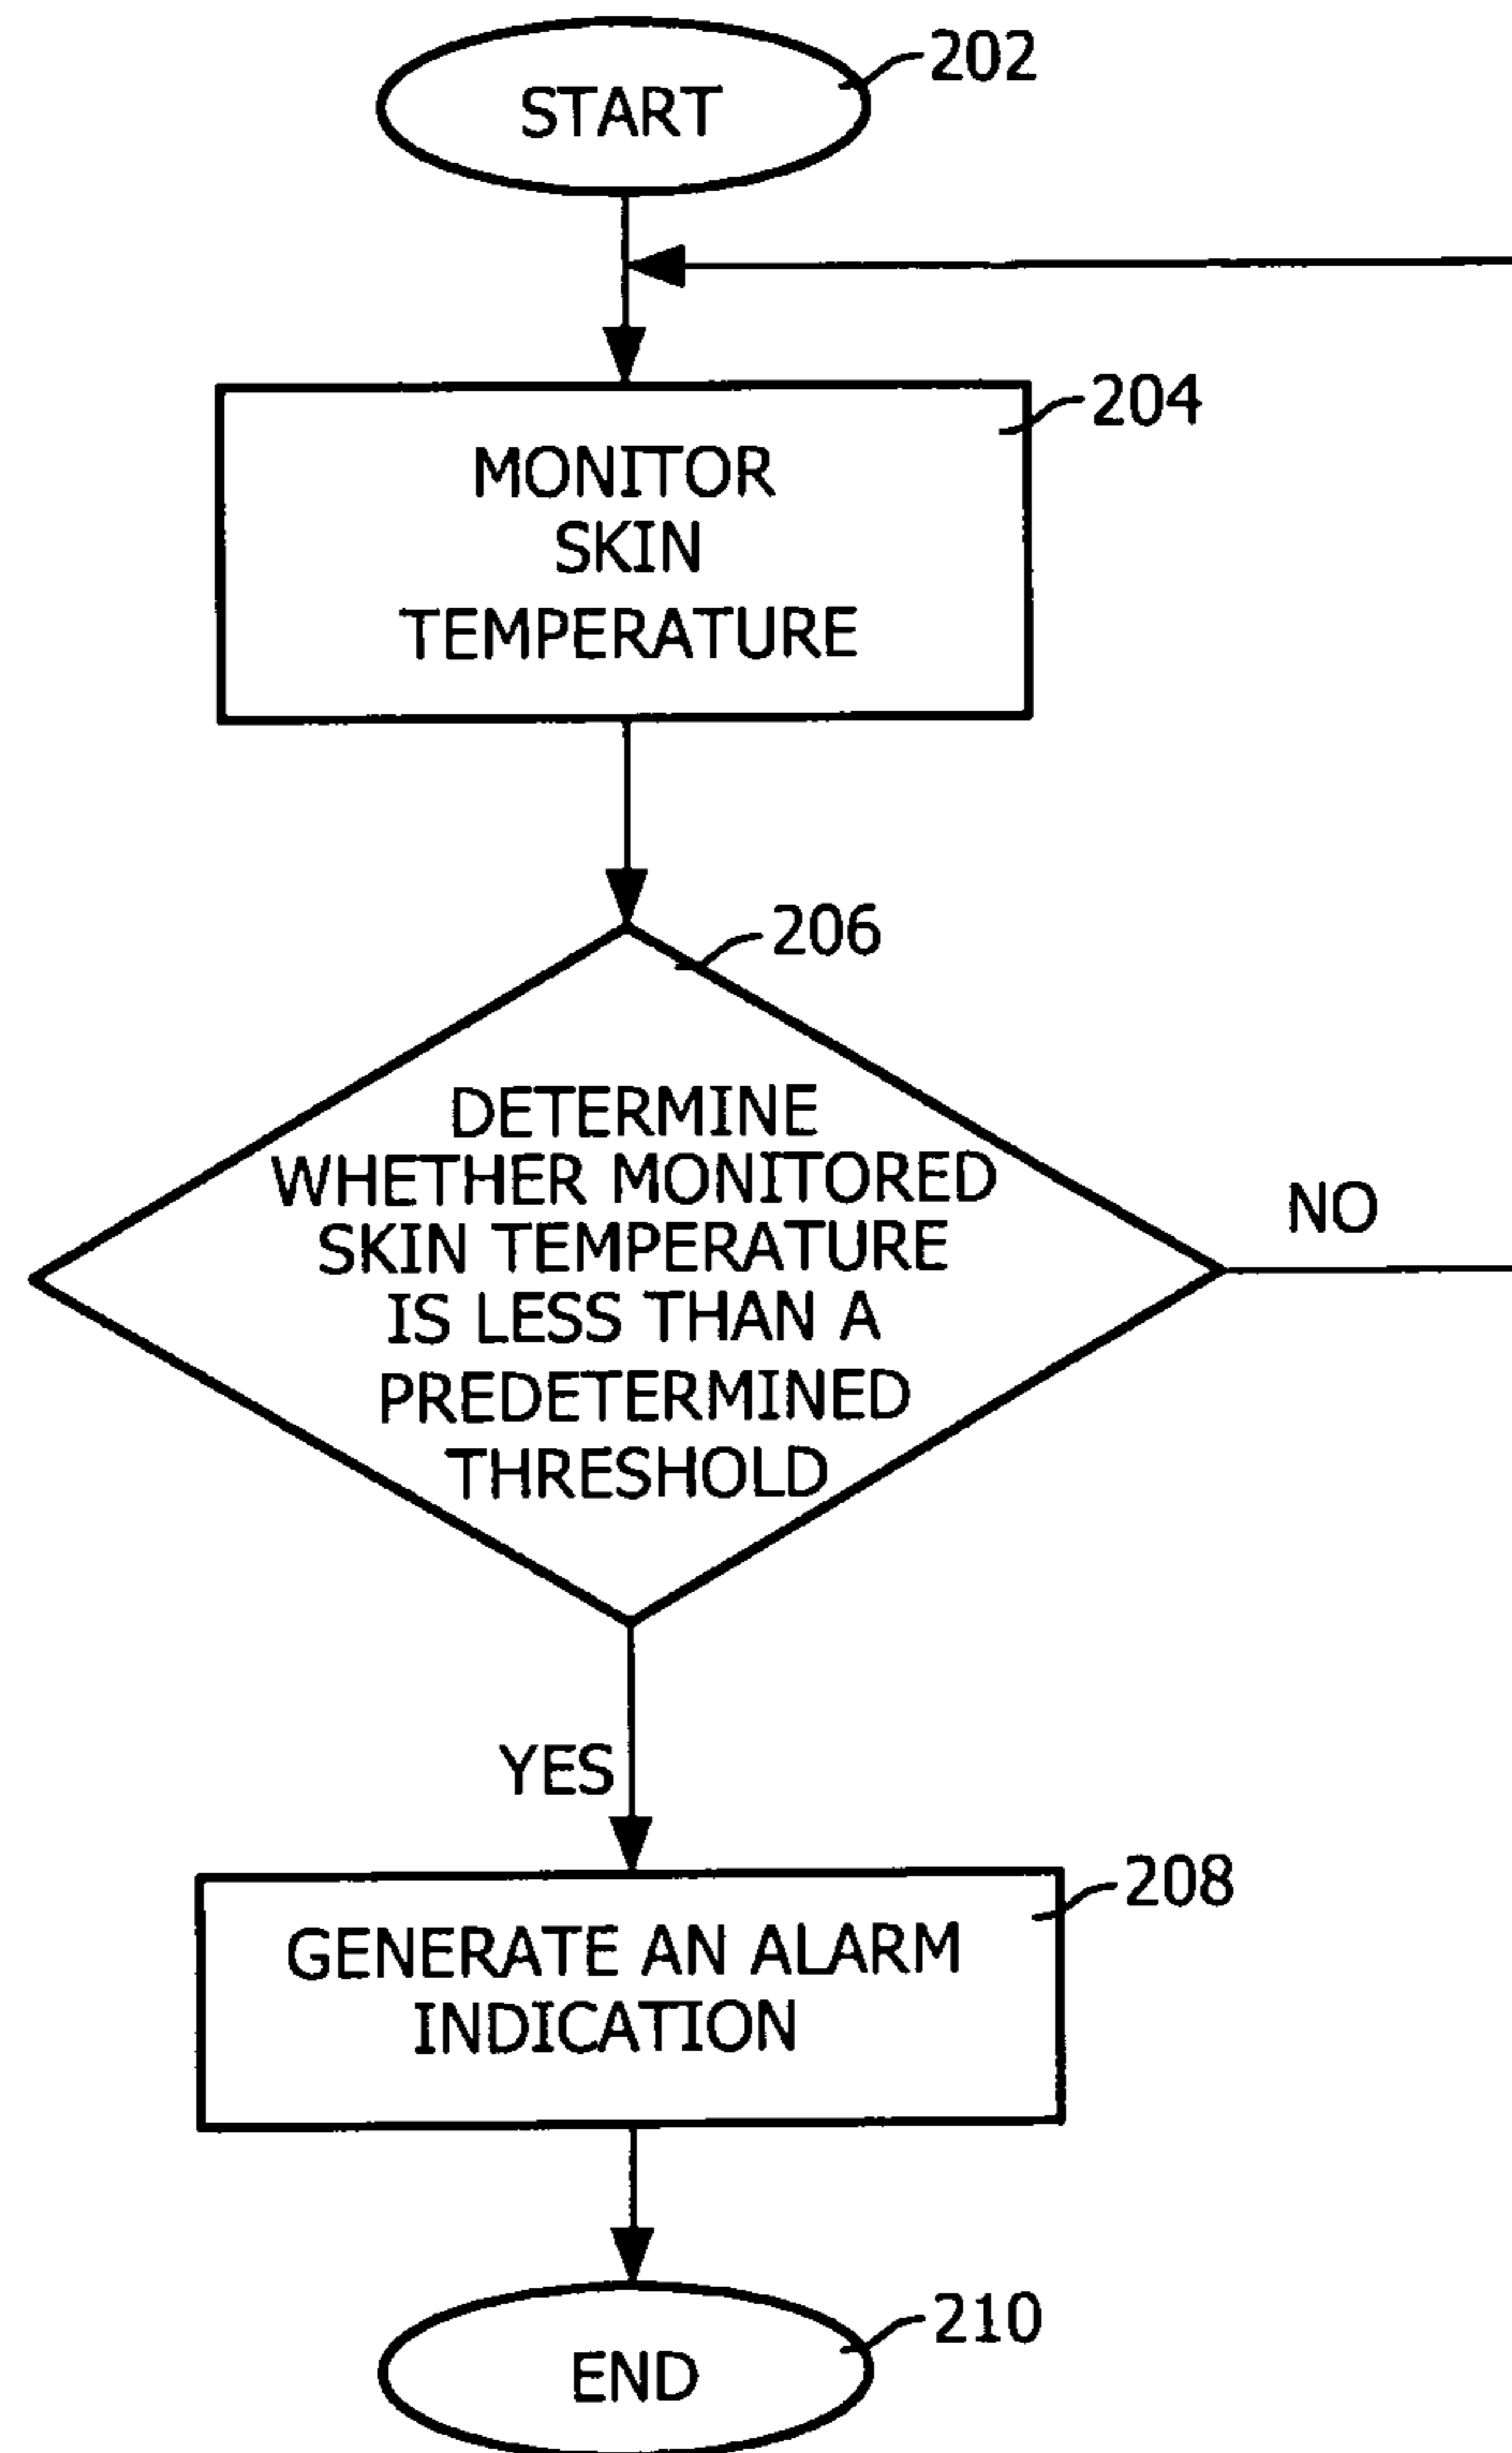 202
START
204
MONITOR
SKIN
TEMPERATURE
206
DETERMINE
WHETHER MONITORED
SKIN TEMPERATURE
IS LESS THAN A
PREDETERMINED
THRESHOLD
NO
YES
208
GENERATE AN ALARM
INDICATION
210
END